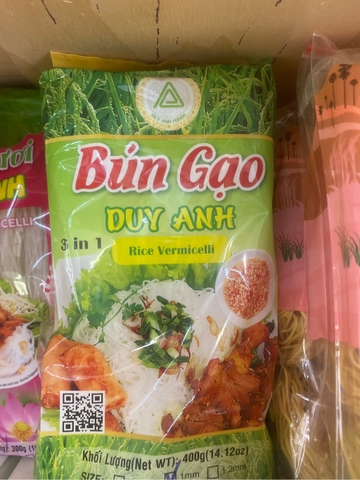 Bún Gạo
DUY ANH
3 in 1
Rice Vermicelli
Khối Lượng(Net WT): 400g(14.12oz)
1mm
1.2mm